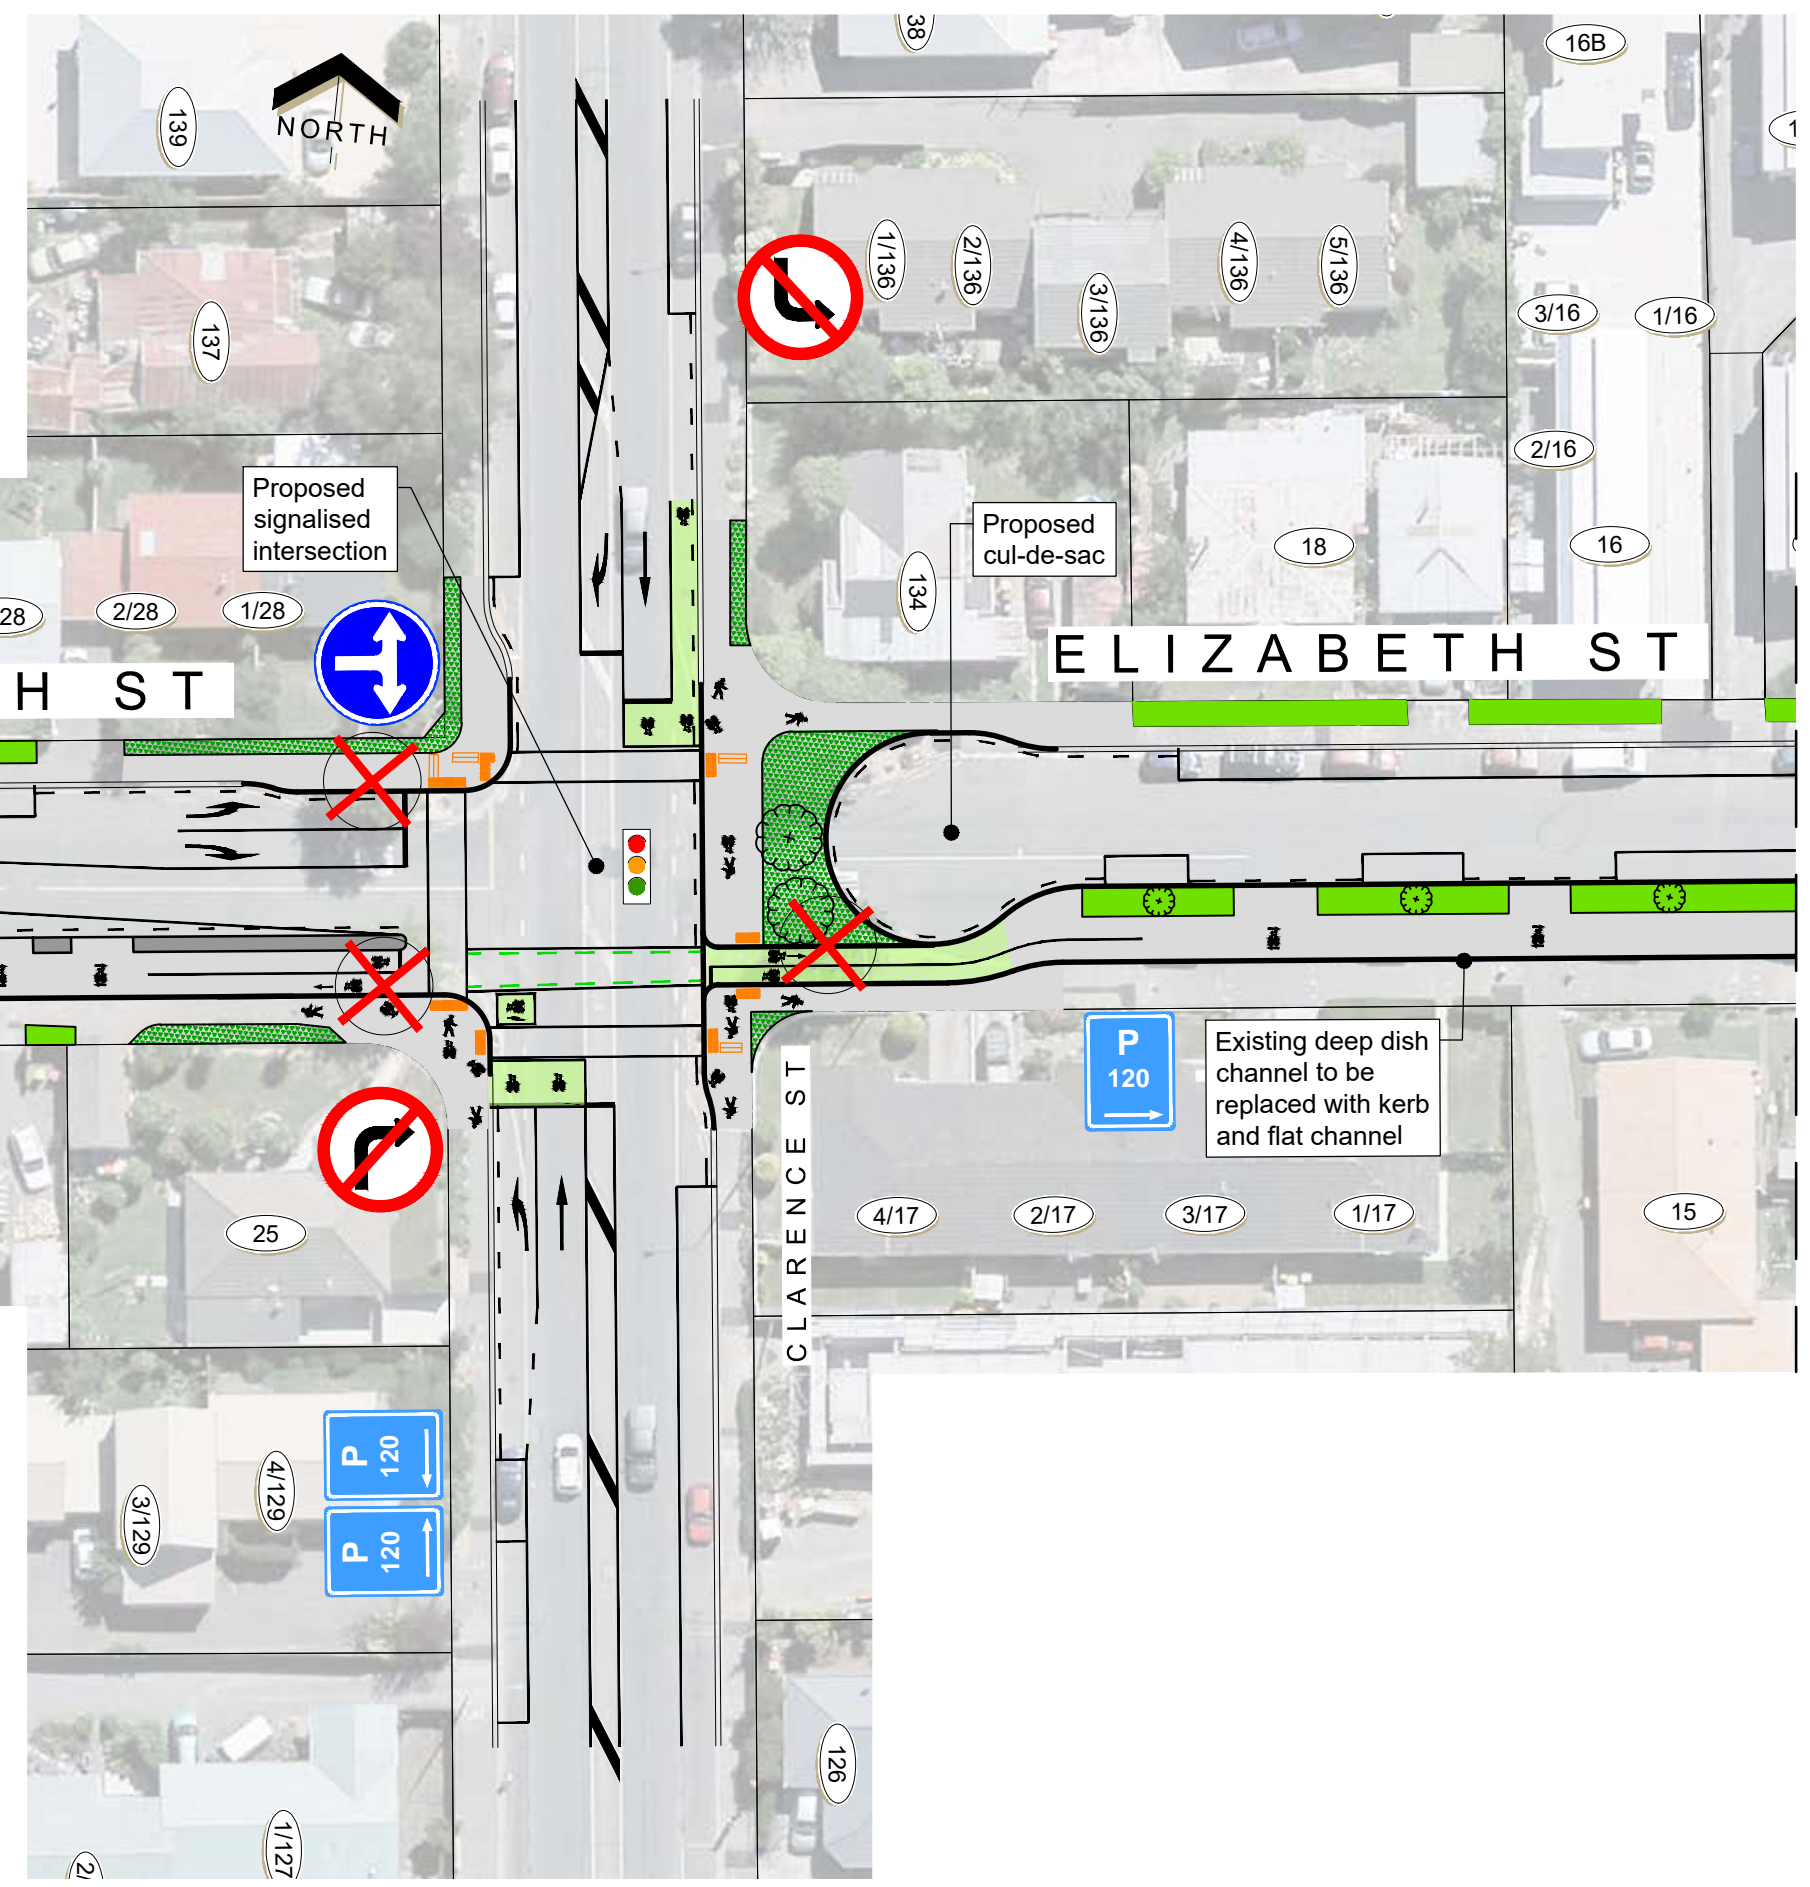 38
16B
139
NORTH
1/136
2/136
3/136
4/136
5/136
137
3/16
1/16
2/16
Proposed
signalised
intersection
Proposed
cul-de-sac
18
16
134
28
2/28
1/28
ELIZABETH ST
H ST
P
120
Existing deep dish
channel to be
replaced with kerb
and flat channel
CLARENCE ST
25
4/17
2/17
3/17
1/17
15
P
120
P
120
4/129
3/129
126
1/127
2/